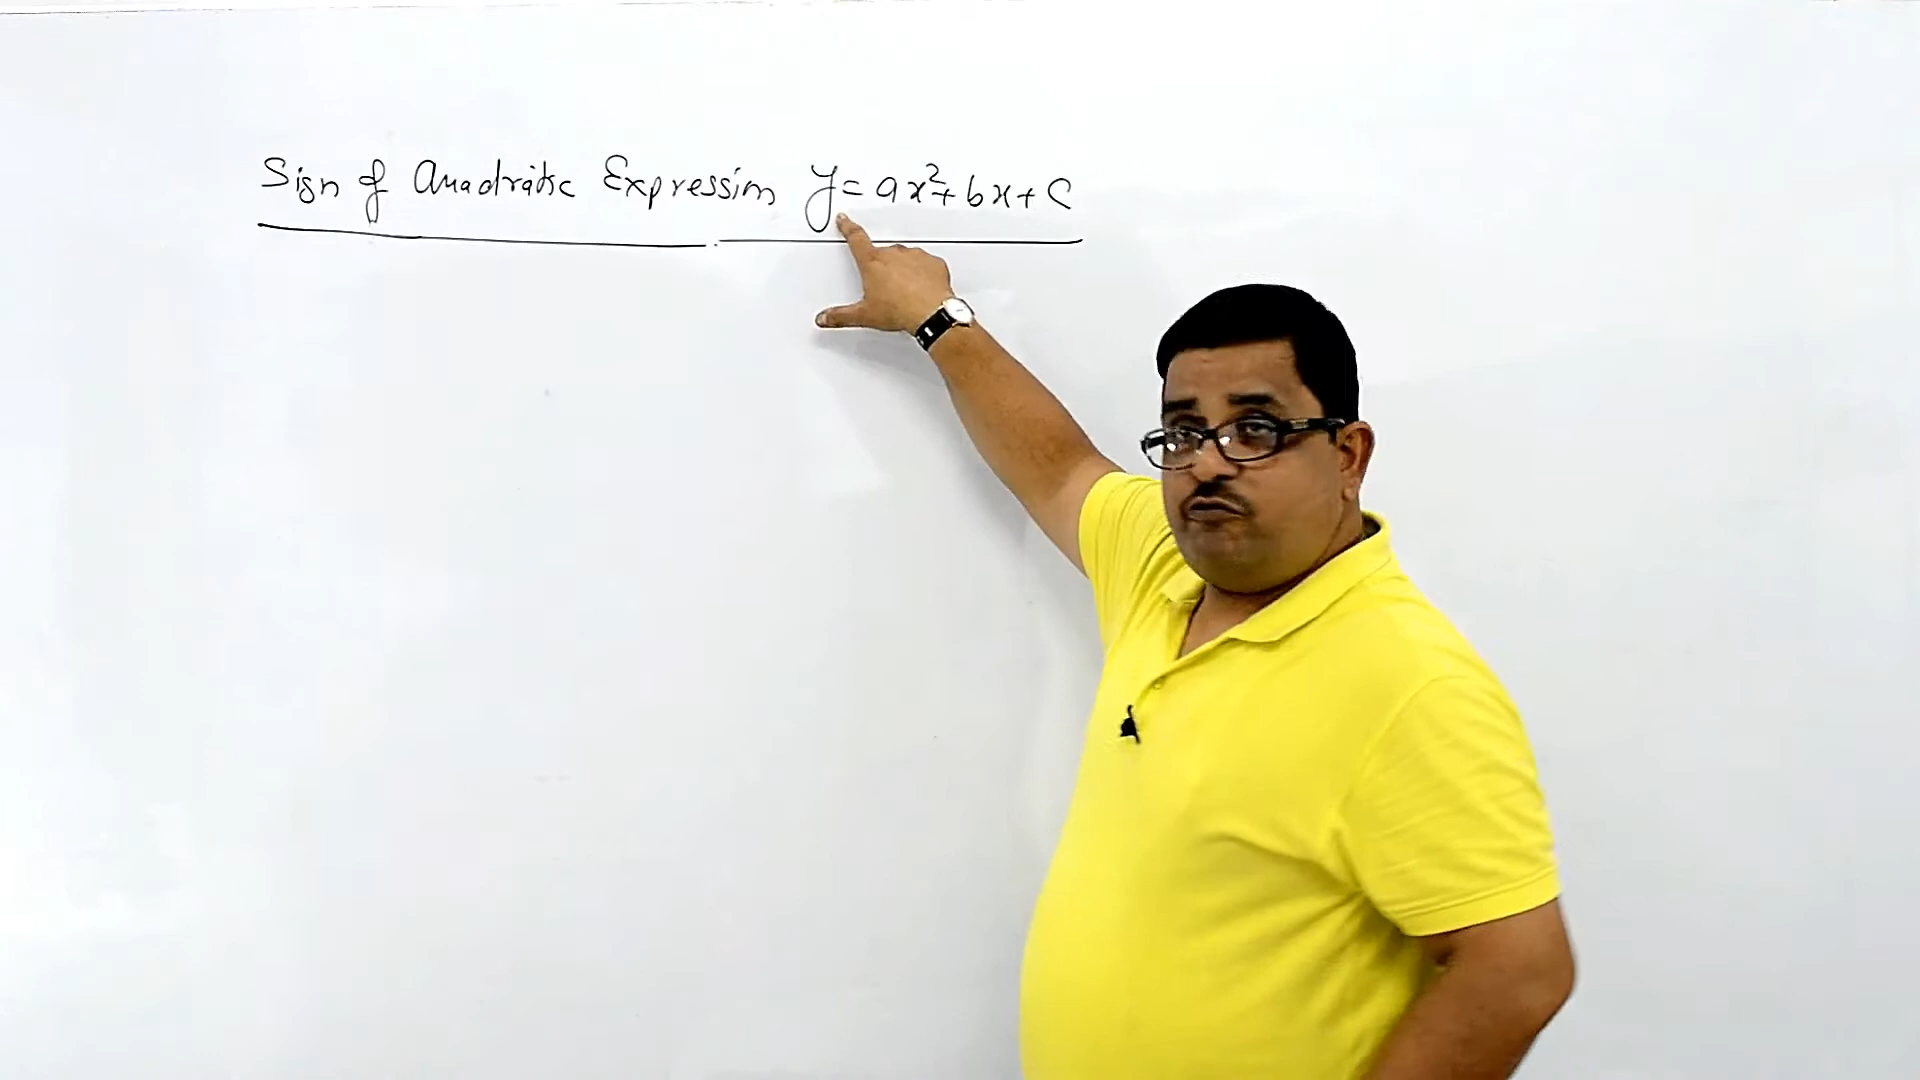 Sign of Quadratic Expression y = ax²+bx+c